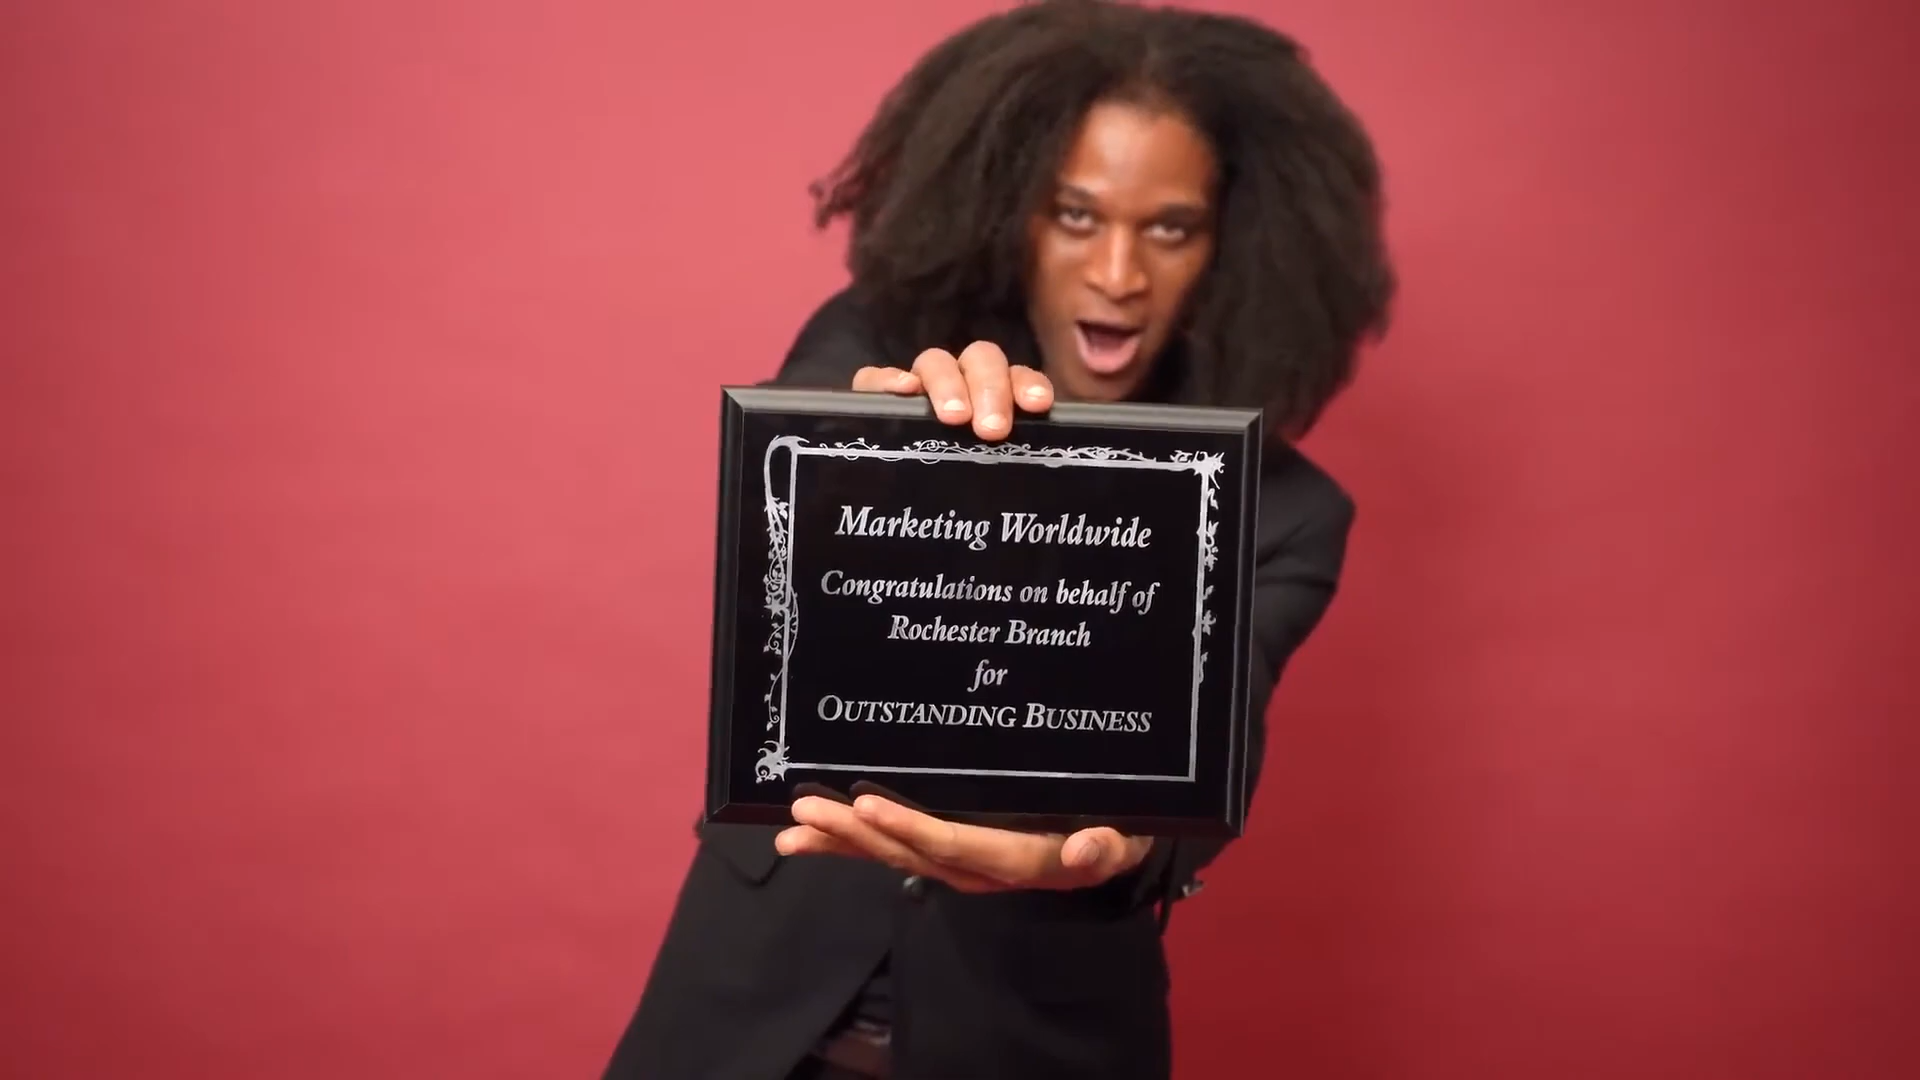 Marketing Worldwide
Congratulations on behalf of
Rochester Branch
for
OUTSTANDING BUSINESS